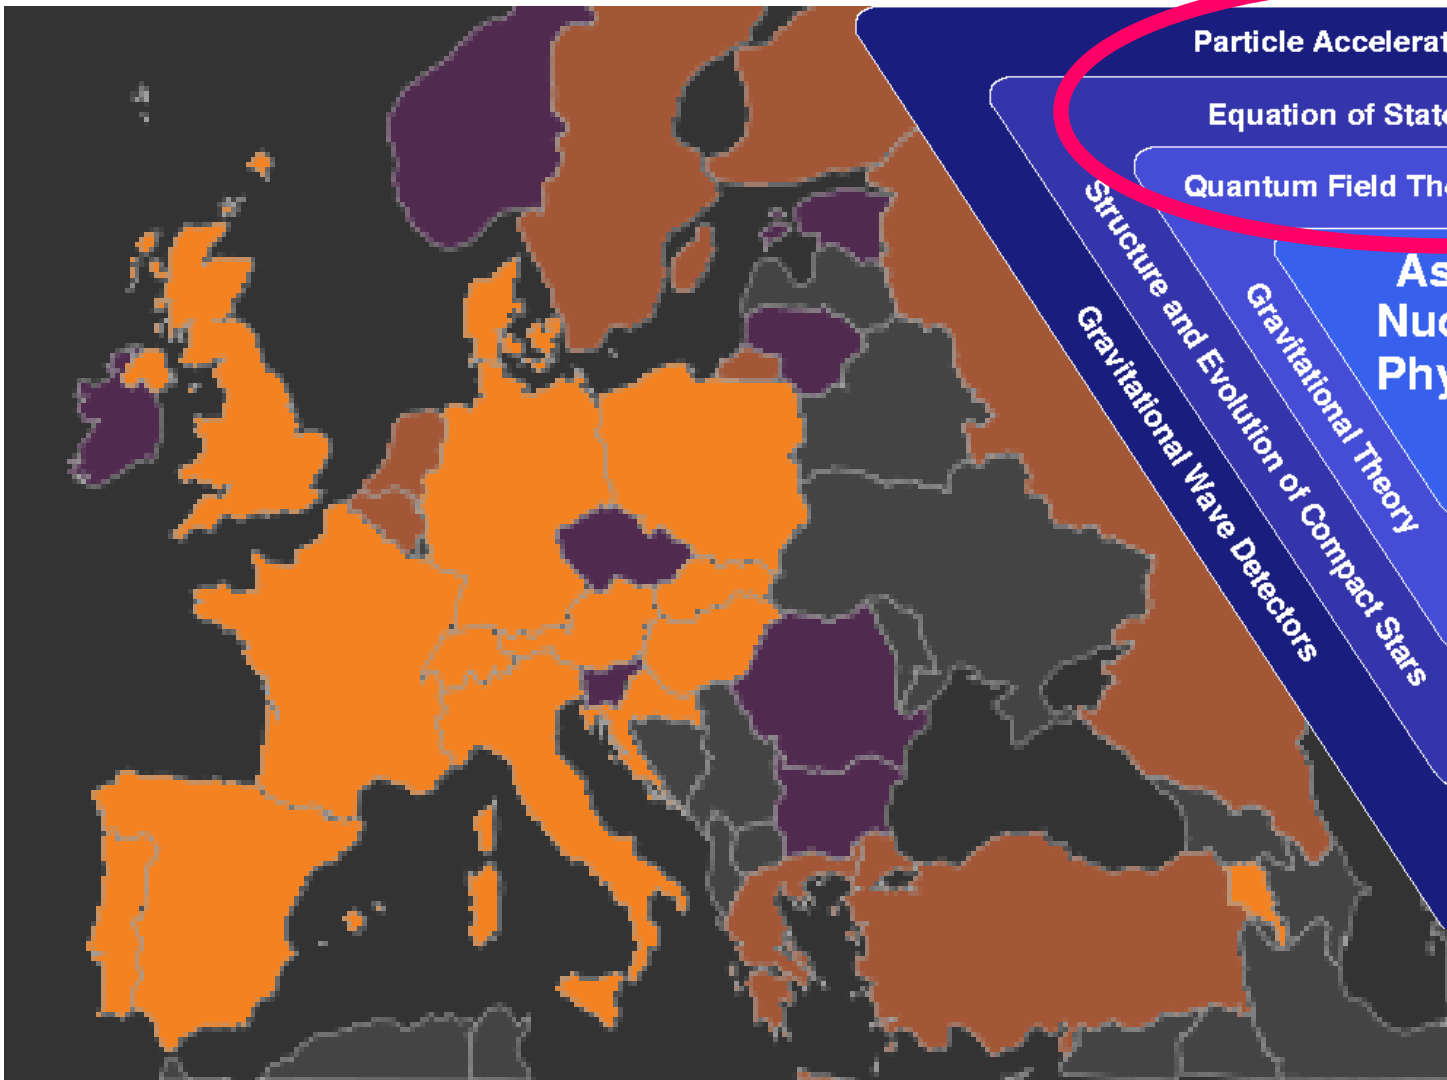 Particle Accelerat
Equation of State
Quantum Field The
As
Nuc
Phy
Gravitational Theory
Structure and Evolution of Compact Stars
Gravitational Wave Detectors